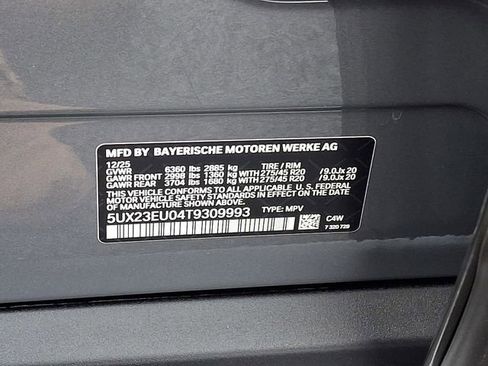 MFD BY BAYERISCHE MOTOREN WERKE AG
12/25
GVWR 6360 lbs 2885 kg TIRE / RIM
GAWR FRONT 2998 lbs 1360 kg WITH 275/45 R20 / 9.0Jx 20
GAWR REAR 3704 lbs 1680 kg WITH 275/45 R20 / 9.0Jx 20
THIS VEHICLE CONFORMS TO ALL APPLICABLE U.S. FEDERAL
MOTOR VEHICLE SAFETY STANDARDS IN EFFECT ON THE DATE
OF MANUFACTURE SHOWN ABOVE.
5UX23EU04T9309993 TYPE: MPV
C4W
7 320 729